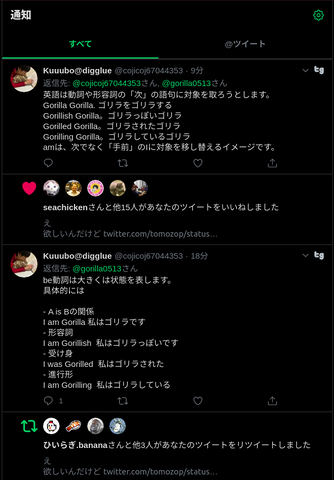 通知
すべて
@ツイート
Kuuubo@digglue @cojicoj67044353 · 9分
返信先: @cojicoj67044353さん, @gorilla0513さん
英語は動詞や形容詞の「次」の語句に対象を取ろうとします。
Gorilla Gorilla. ゴリラをゴリラする
Gorillish Gorilla。ゴリラっぽいゴリラ
Gorilled Gorilla。ゴリラされたゴリラ
Gorilling Gorilla。ゴリラしているゴリラ
amは、次でなく「手前」のIに対象を移し替えるイメージです。
seachickenさんと他15人があなたのツイートをいいねしました
え
欲しいんだけど twitter.com/tomozop/status…
Kuuubo@digglue @cojicoj67044353 · 18分
返信先: @gorilla0513さん
be動詞は大きくは状態を表します。
具体的には
- A is Bの関係
I am Gorilla 私はゴリラです
- 形容詞
I am Gorillish 私はゴリラっぽいです
- 受け身
I was Gorilled 私はゴリラされた
- 進行形
I am Gorilling 私はゴリラしている
1
ひいらぎ.bananaさんと他3人があなたのツイートをリツイートしました
え
欲しいんだけど twitter.com/tomozop/status…